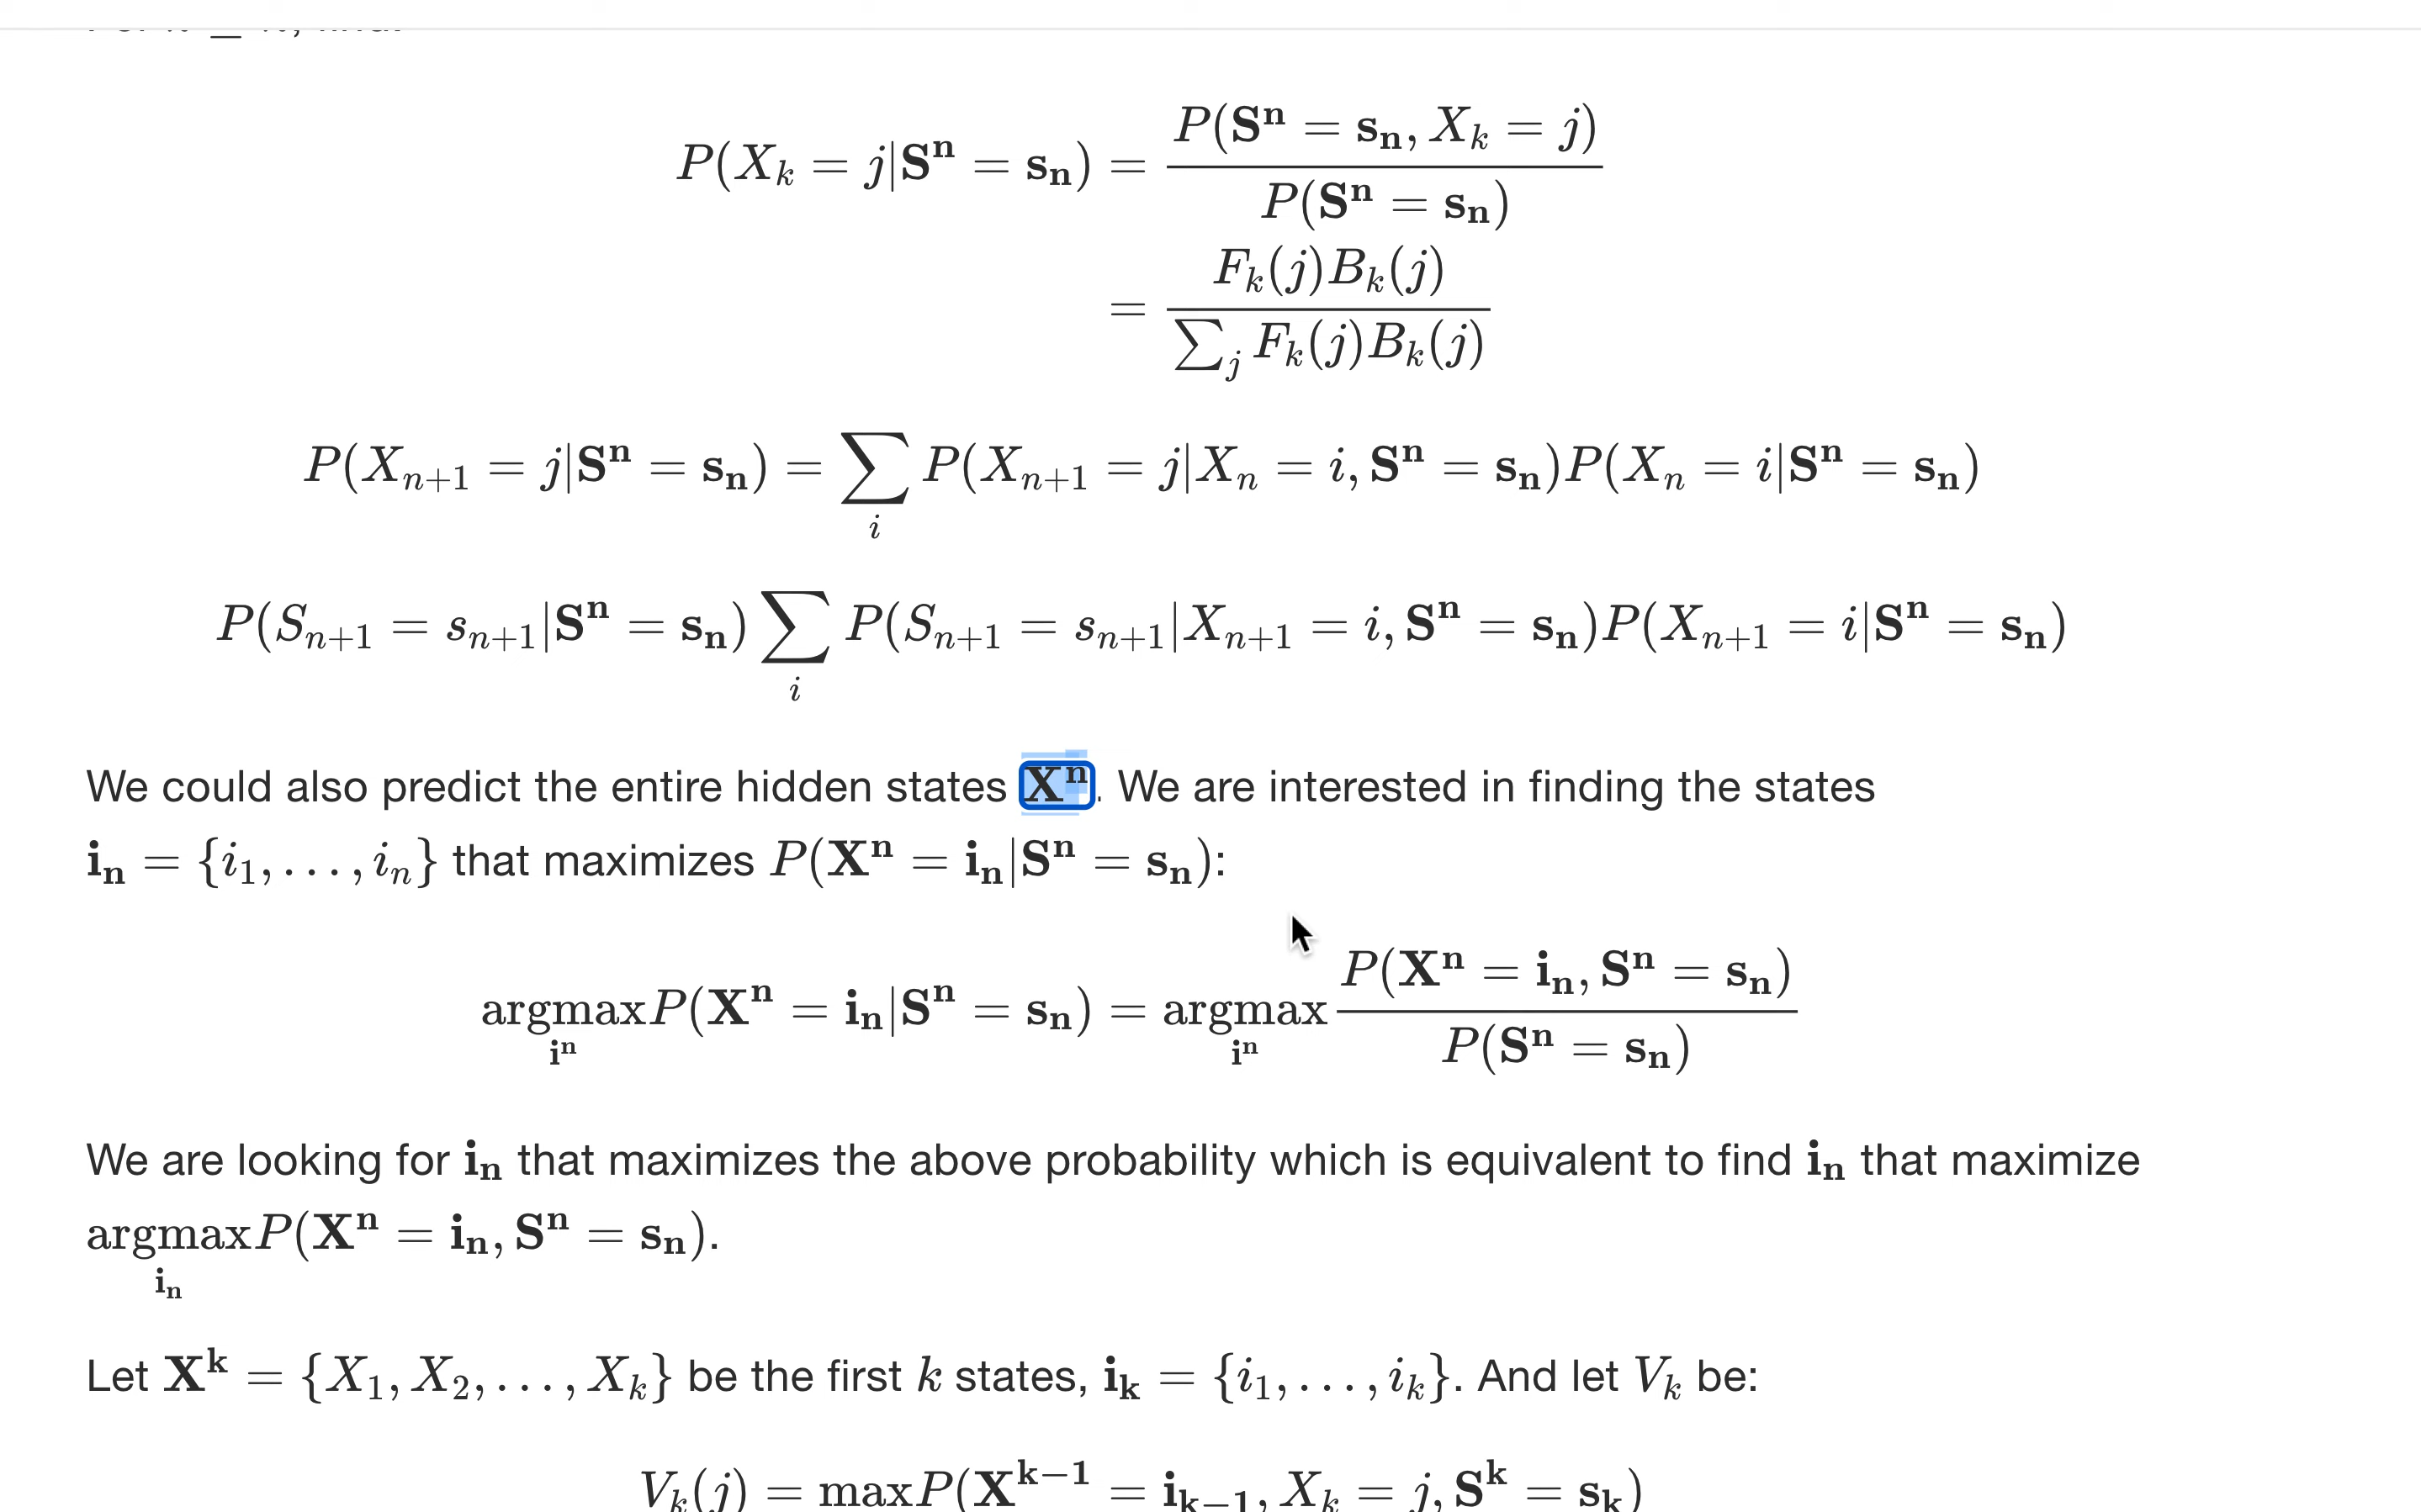 P(X_k = j|S^n = s_n) = P(S^n = s_n, X_k = j) / P(S^n = s_n)
= F_k(j)B_k(j) / ∑_j F_k(j)B_k(j)
P(X_{n+1} = j|S^n = s_n) = ∑_i P(X_{n+1} = j|X_n = i, S^n = s_n)P(X_n = i|S^n = s_n)
P(S_{n+1} = s_{n+1}|S^n = s_n) ∑_i P(S_{n+1} = s_{n+1}|X_{n+1} = i, S^n = s_n)P(X_{n+1} = i|S^n = s_n)
We could also predict the entire hidden states X^n. We are interested in finding the states
i_n = {i_1, . . . , i_n} that maximizes P(X^n = i_n|S^n = s_n):
argmax_{i^n} P(X^n = i_n|S^n = s_n) = argmax_{i^n} P(X^n = i_n, S^n = s_n) / P(S^n = s_n)
We are looking for i_n that maximizes the above probability which is equivalent to find i_n that maximize
argmax_{i_n} P(X^n = i_n, S^n = s_n).
Let X^k = {X_1, X_2, . . . , X_k} be the first k states, i_k = {i_1, . . . , i_k}. And let V_k be:
V_k(j) = maxP(X^{k−1} = i_{k−1}, X_k = j, S^k = s_k)